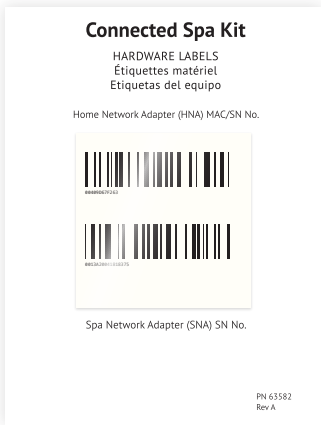 Connected Spa Kit
HARDWARE LABELS
Étiquettes matériel
Etiquetas del equipo
Home Network Adapter (HNA) MAC/SN No.
Spa Network Adapter (SNA) SN No.
PN 63582
Rev A